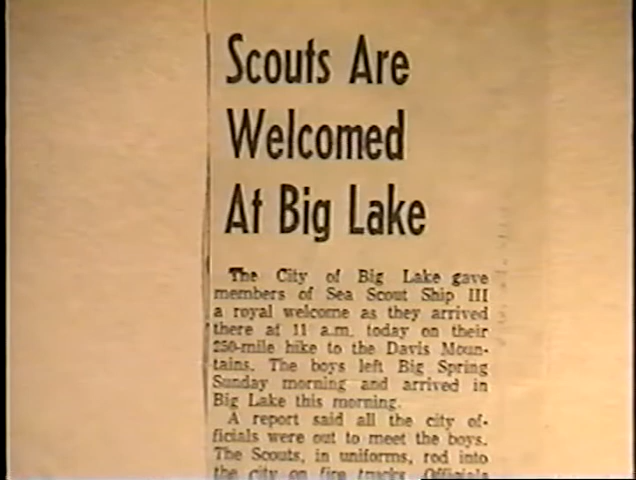 Scouts Are
Welcomed
At Big Lake
The City of Big Lake gave
members of Sea Scout Ship III
a royal welcome as they arrived
there at 11 a.m. today on their
250-mile hike to the Davis Moun-
tains. The boys left Big Spring
Sunday morning and arrived in
Big Lake this morning.
A report said all the city of-
ficials were out to meet the boys.
The Scouts, in uniforms, rod into
the city on fire trucks. Officials